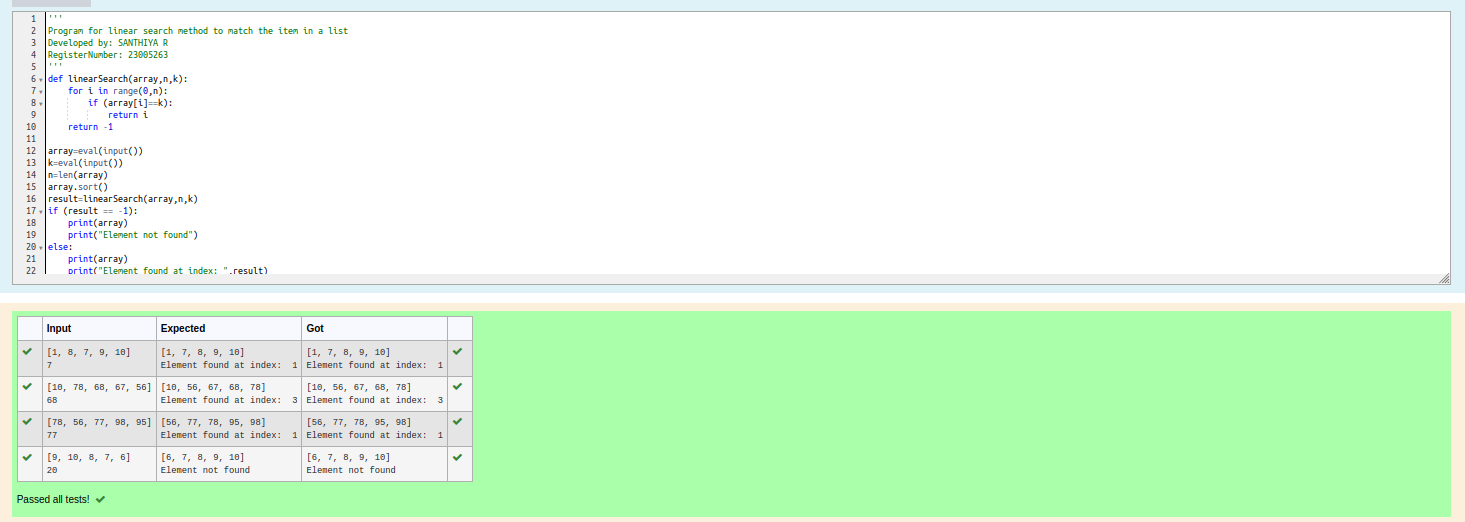 1 '''
2 Program for linear search method to match the item in a list
3 Developed by: SANTHIYA R
4 RegisterNumber: 23005263
5 '''
6 def linearSearch(array,n,k):
7     for i in range(0,n):
8         if (array[i]==k):
9             return i
10     return -1
11
12 array=eval(input())
13 k=eval(input())
14 n=len(array)
15 array.sort()
16 result=linearSearch(array,n,k)
17 if (result == -1):
18     print(array)
19     print("Element not found")
20 else:
21     print(array)
22     print("Element found at index: ",result)
Input Expected Got
[1, 8, 7, 9, 10] [1, 7, 8, 9, 10] [1, 7, 8, 9, 10]
7 Element found at index:  1 Element found at index:  1
[10, 78, 68, 67, 56] [10, 56, 67, 68, 78] [10, 56, 67, 68, 78]
68 Element found at index:  3 Element found at index:  3
[78, 56, 77, 98, 95] [56, 77, 78, 95, 98] [56, 77, 78, 95, 98]
77 Element found at index:  1 Element found at index:  1
[9, 10, 8, 7, 6] [6, 7, 8, 9, 10] [6, 7, 8, 9, 10]
20 Element not found Element not found
Passed all tests!